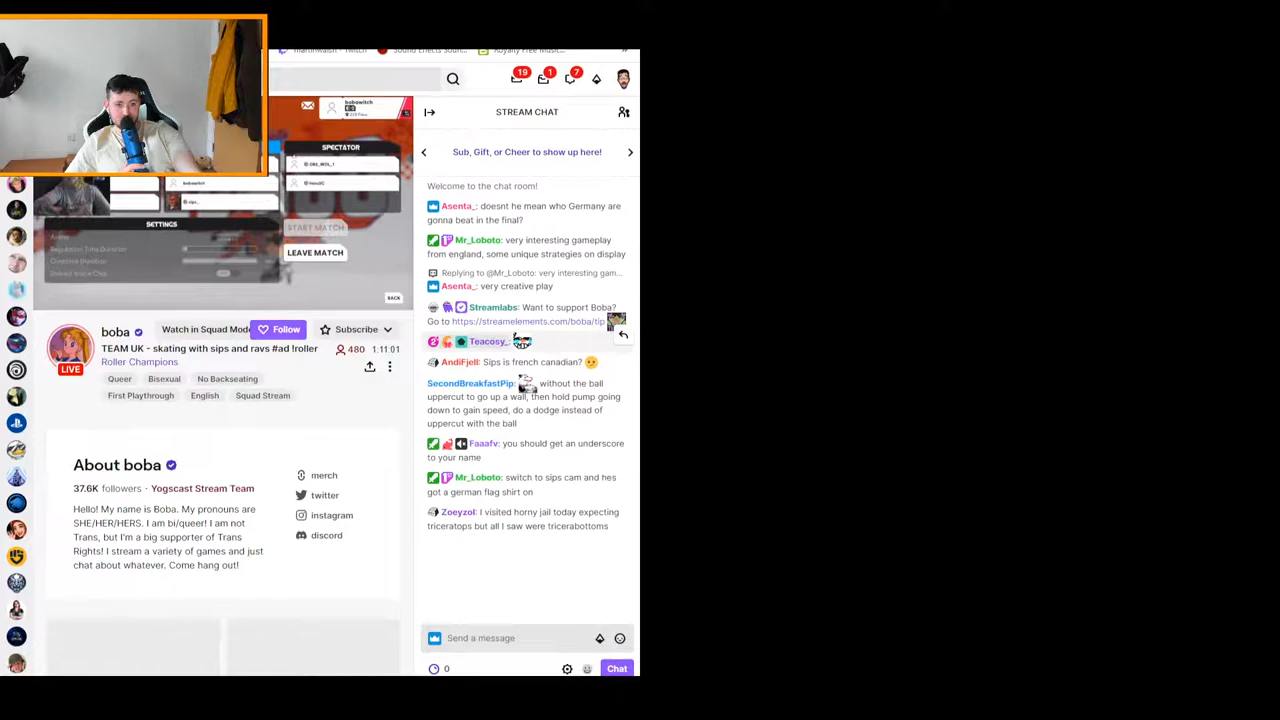 martinwalsh - Twitch
Sound Effects Soun...
Royalty Free Music...
19
1
7
bobawitch
SPECTATOR
bobawitch
sips_
SETTINGS
START MATCH
LEAVE MATCH
BACK
boba
Watch in Squad Mode
Follow
Subscribe
TEAM UK - skating with sips and ravs #ad !roller
480
1:11:01
Roller Champions
LIVE
Queer
Bisexual
No Backseating
First Playthrough
English
Squad Stream
About boba
37.6K followers · Yogscast Stream Team
Hello! My name is Boba. My pronouns are
SHE/HER/HERS. I am bi/queer! I am not
Trans, but I'm a big supporter of Trans
Rights! I stream a variety of games and just
chat about whatever. Come hang out!
merch
twitter
instagram
discord
STREAM CHAT
Sub, Gift, or Cheer to show up here!
Welcome to the chat room!
Asenta_: doesnt he mean who Germany are
gonna beat in the final?
Mr_Loboto: very interesting gameplay
from england, some unique strategies on display
Replying to @Mr_Loboto: very interesting gam...
Asenta_: very creative play
Streamlabs: Want to support Boba?
Go to https://streamelements.com/boba/tip
Teacosy_:
AndiFjell: Sips is french canadian?
SecondBreakfastPip: without the ball
uppercut to go up a wall, then hold pump going
down to gain speed, do a dodge instead of
uppercut with the ball
Faaafv: you should get an underscore
to your name
Mr_Loboto: switch to sips cam and hes
got a german flag shirt on
Zoeyzol: I visited horny jail today expecting
triceratops but all I saw were tricerabottoms
Send a message
0
Chat